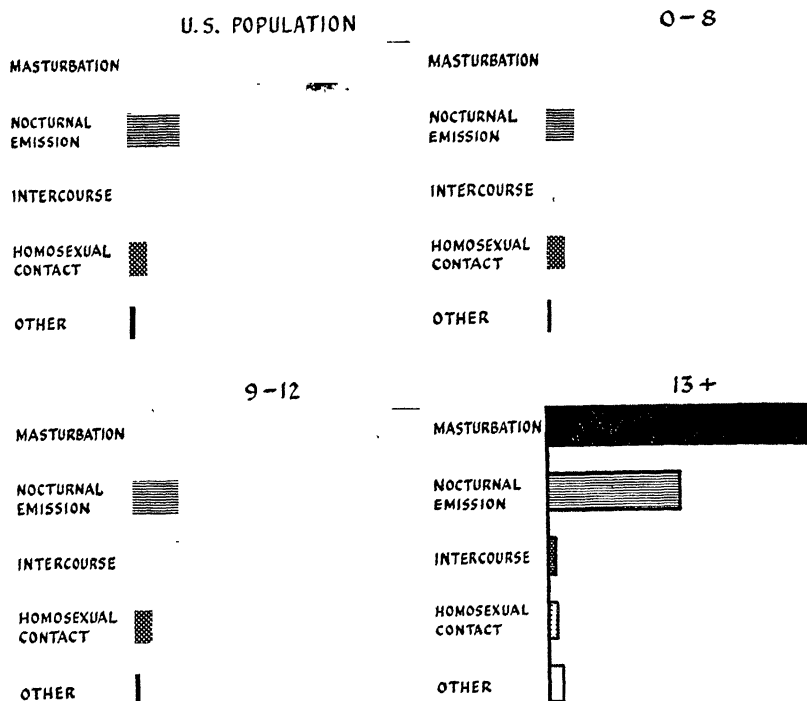 U.S. POPULATION
MASTURBATION
NOCTURNAL
EMISSION
INTERCOURSE
HOMOSEXUAL
CONTACT
OTHER
0-8
MASTURBATION
NOCTURNAL
EMISSION
INTERCOURSE
HOMOSEXUAL
CONTACT
OTHER
9-12
MASTURBATION
NOCTURNAL
EMISSION
INTERCOURSE
HOMOSEXUAL
CONTACT
OTHER
13+
MASTURBATION
NOCTURNAL
EMISSION
INTERCOURSE
HOMOSEXUAL
CONTACT
OTHER